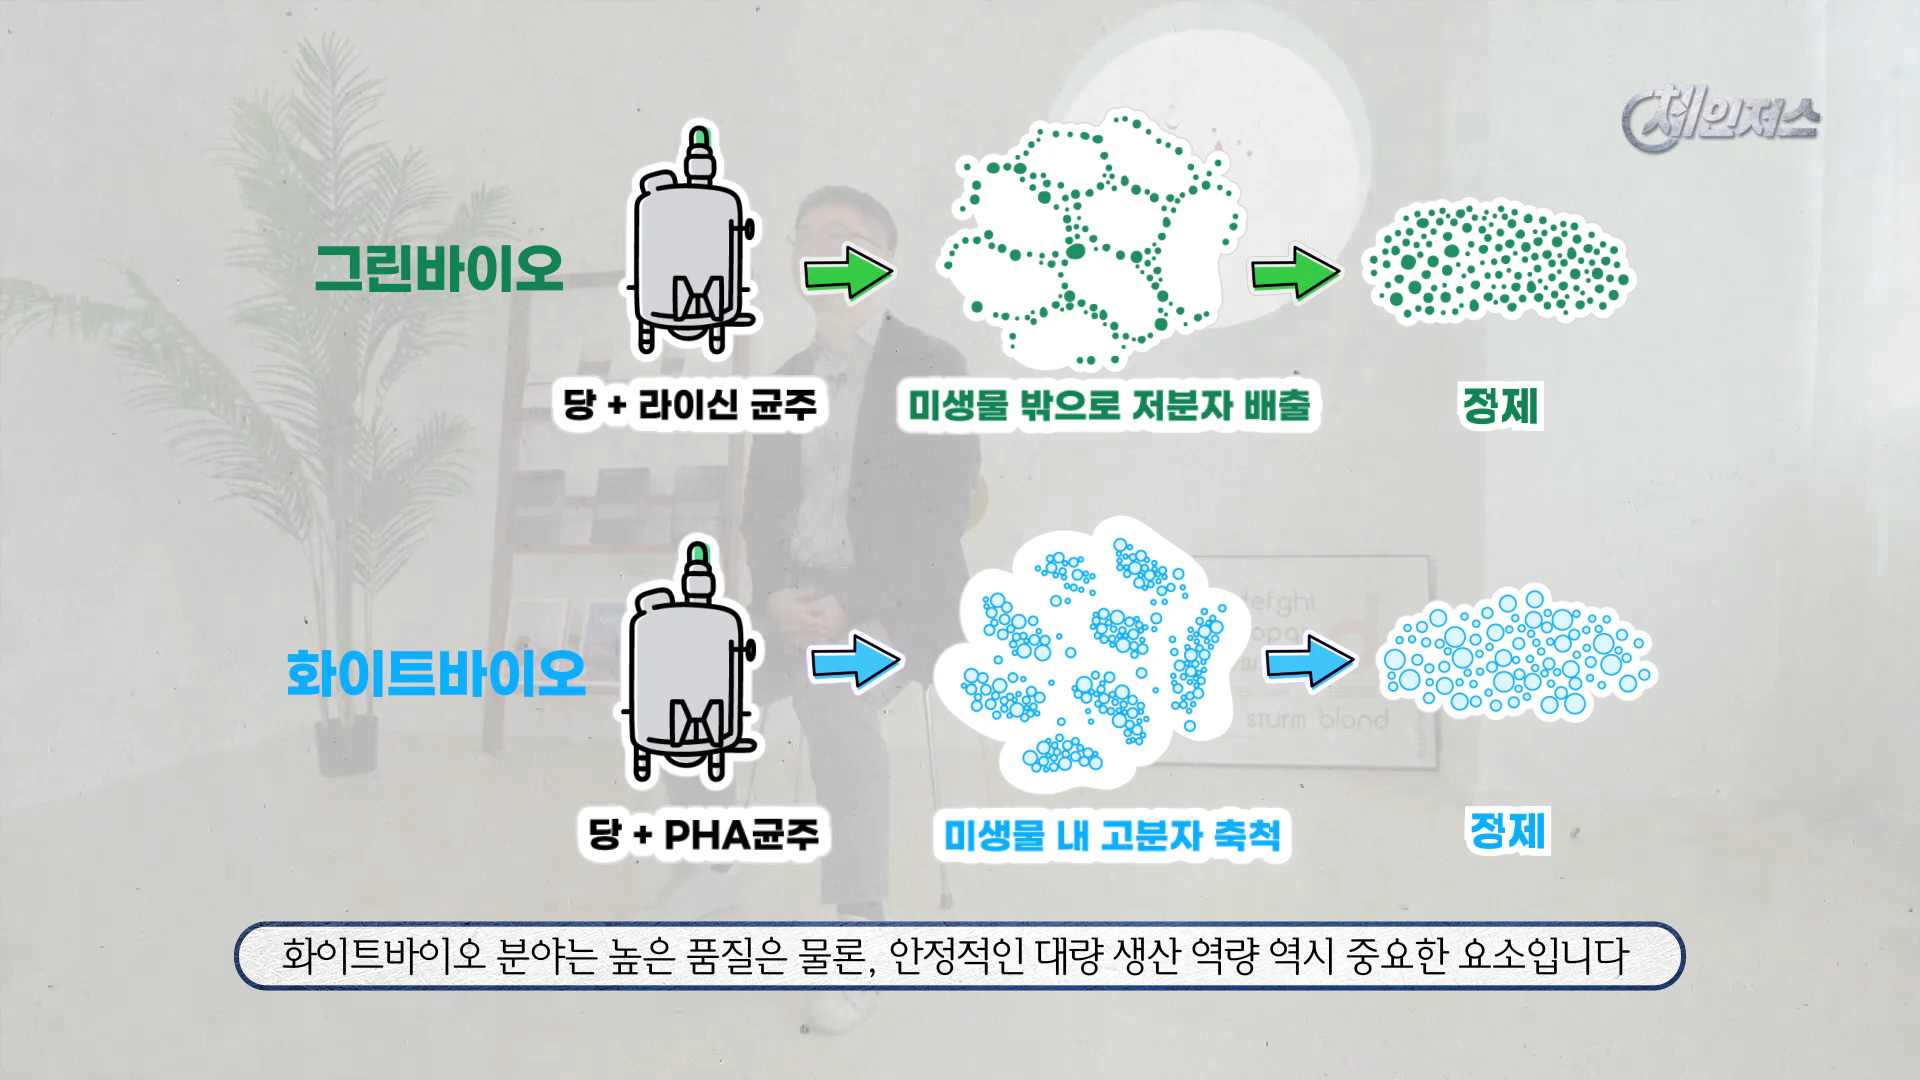 제인저스
그린바이오
당 + 라이신 균주
미생물 밖으로 저분자 배출
정제
화이트바이오
당 + PHA균주
미생물 내 고분자 축척
정제
sturm blond
화이트바이오 분야는 높은 품질은 물론, 안정적인 대량 생산 역량 역시 중요한 요소입니다